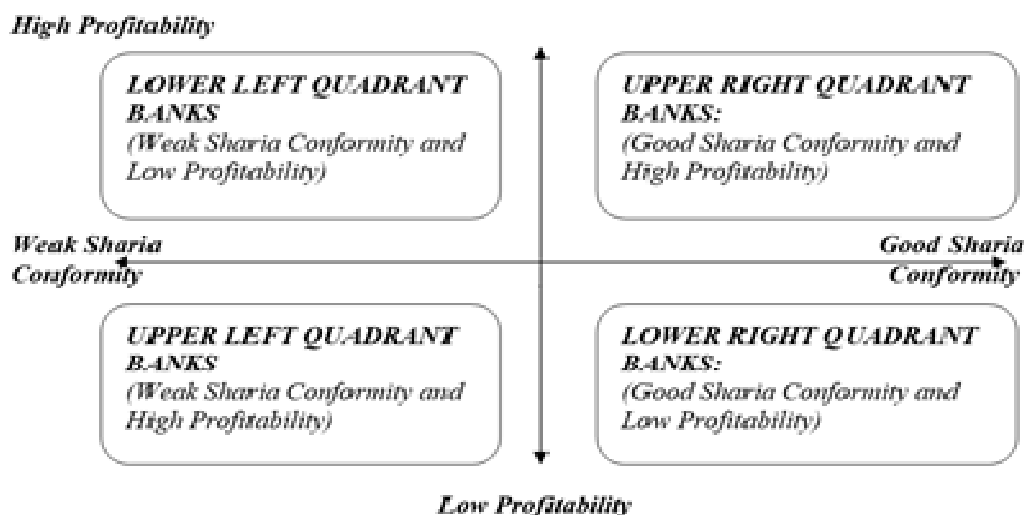 High Profitability
LOWER LEFT QUADRANT
BANKS
(Weak Sharia Conformity and
Low Profitability)
UPPER RIGHT QUADRANT
BANKS:
(Good Sharia Conformity and
High Profitability)
Weak Sharia
Conformity
Good Sharia
Conformity
UPPER LEFT QUADRANT
BANKS
(Weak Sharia Conformity and
High Profitability)
LOWER RIGHT QUADRANT
BANKS:
(Good Sharia Conformity and
Low Profitability)
Low Profitability